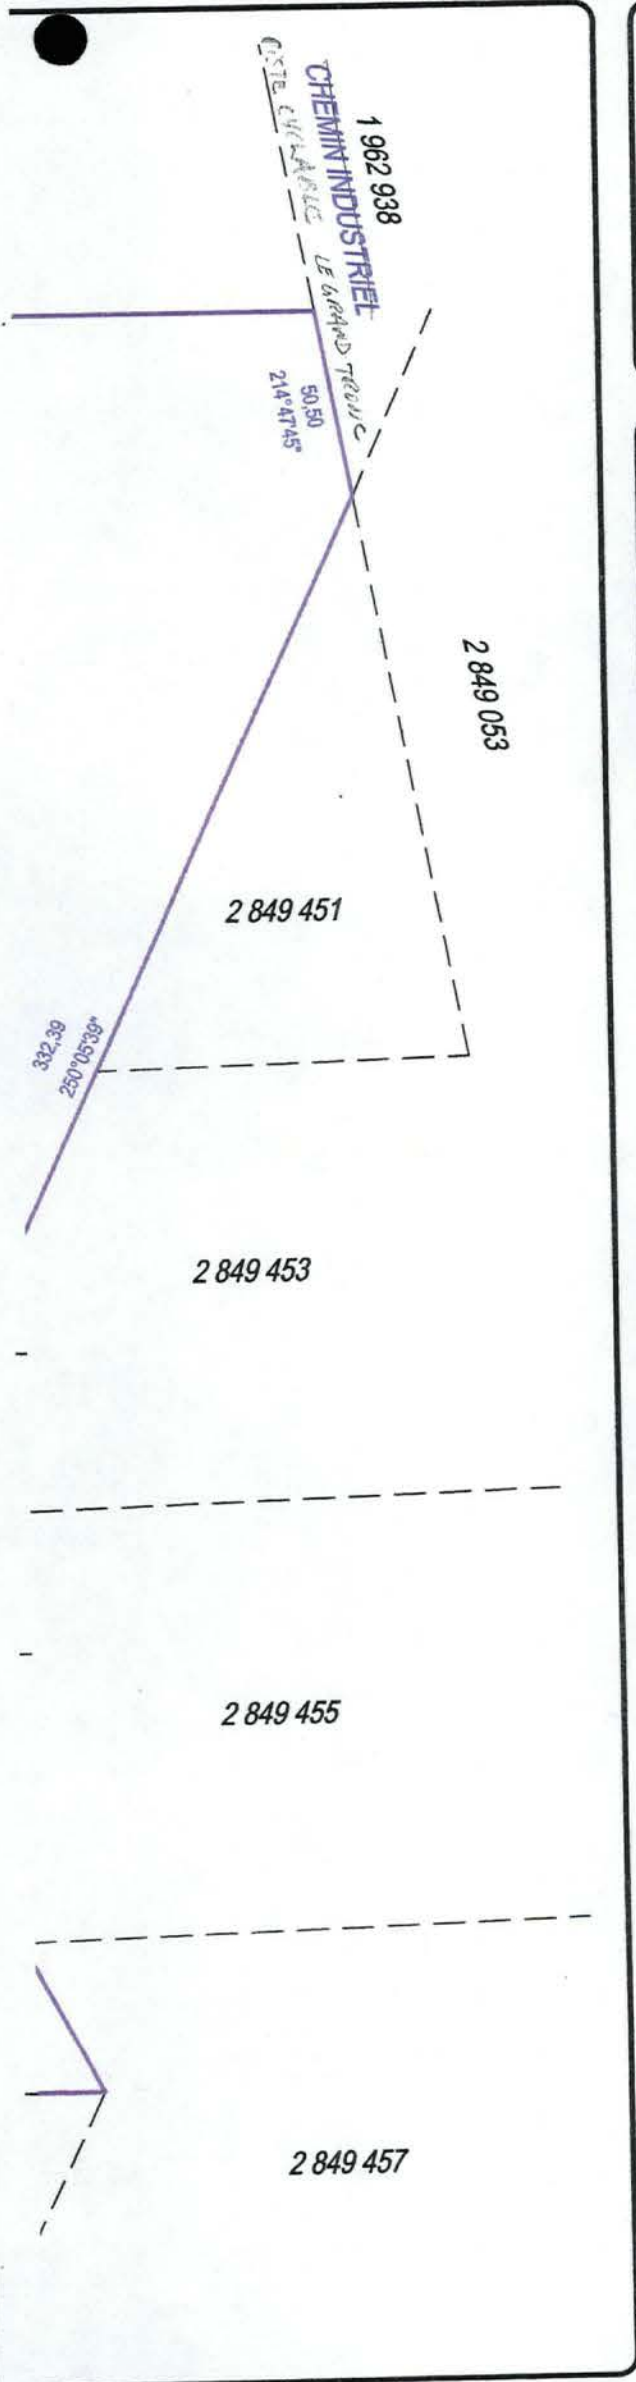 1 962 938
CHEMIN INDUSTRIEL
PISTE CYCLABLE LE GRAND TRONC
50,50
214°47'45"
2 849 053
2 849 451
332,39
250°05'39"
2 849 453
2 849 455
2 849 457